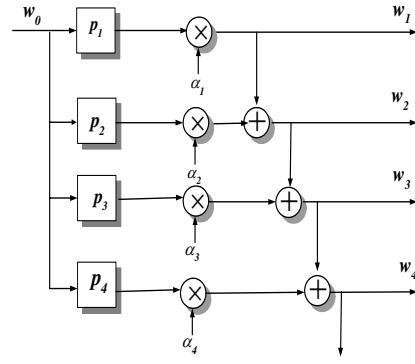 w₀ p₁ × w₁
α₁
p₂ × + w₂
α₂
p₃ × + w₃
α₃
p₄ × + w₄
α₄